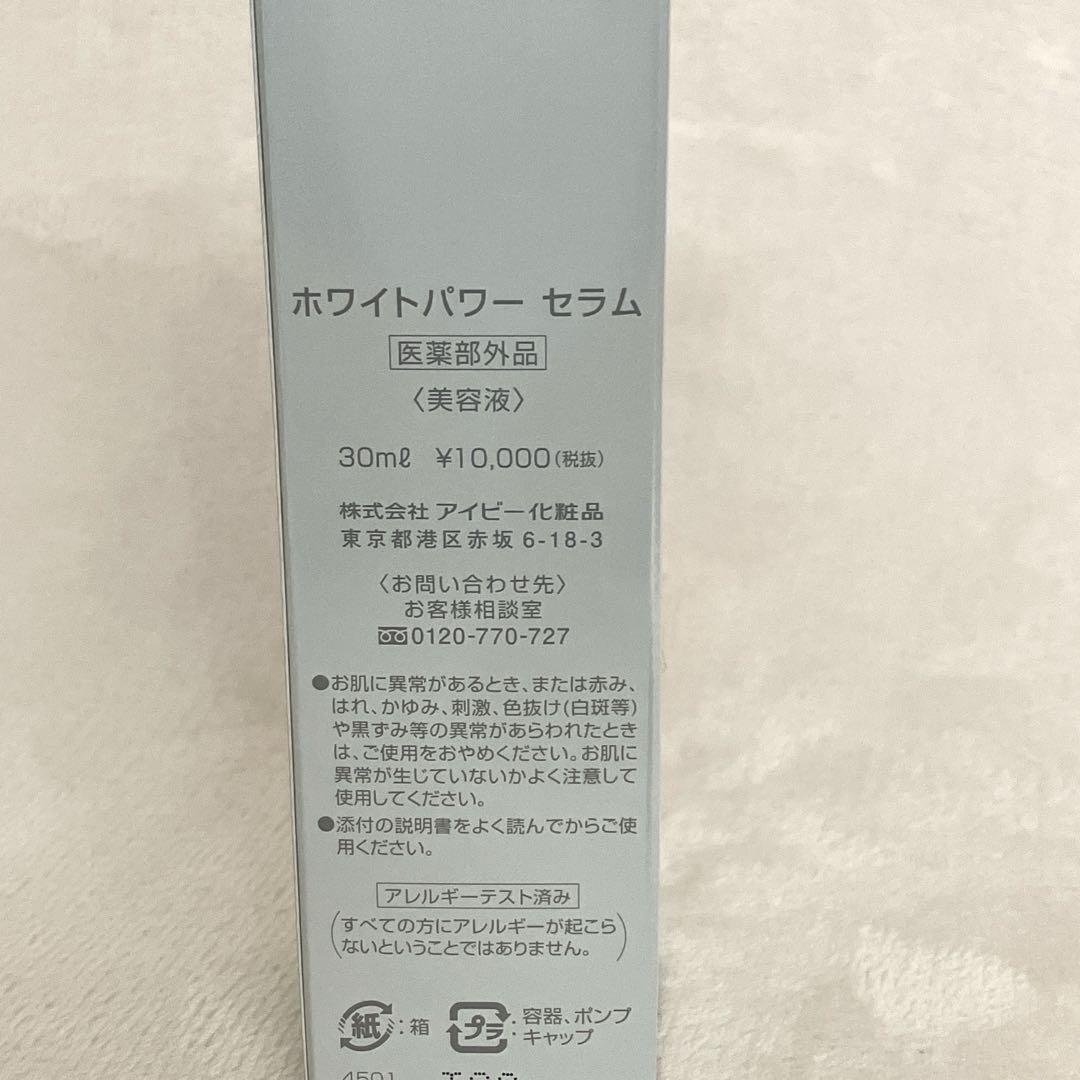 ホワイトパワー セラム
医薬部外品
〈美容液〉
30mℓ ¥10,000(税抜)
株式会社 アイビー化粧品
東京都港区赤坂 6-18-3
〈お問い合わせ先〉
お客様相談室
0120-770-727
●お肌に異常があるとき、または赤み、
はれ、かゆみ、刺激、色抜け(白斑等)
や黒ずみ等の異常があらわれたとき
は、ご使用をおやめください。お肌に
異常が生じていないかよく注意して
使用してください。
●添付の説明書をよく読んでからご使
用ください。
アレルギーテスト済み
(すべての方にアレルギーが起こら
ないということではありません。)
紙:箱 プラ:容器、ポンプ
キャップ